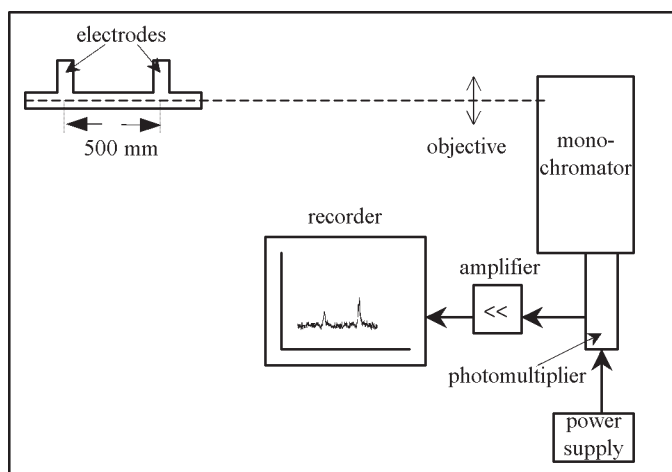 electrodes
500 mm
objective
mono-
chromator
recorder
amplifier
<<
photomultiplier
power
supply